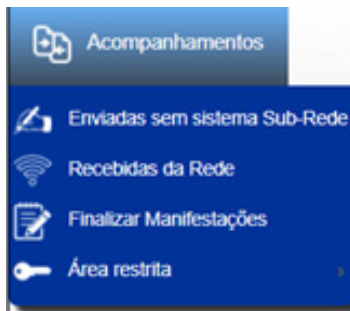 Acompanhamentos
Enviadas sem sistema Sub-Rede
Recebidas da Rede
Finalizar Manifestações
Área restrita